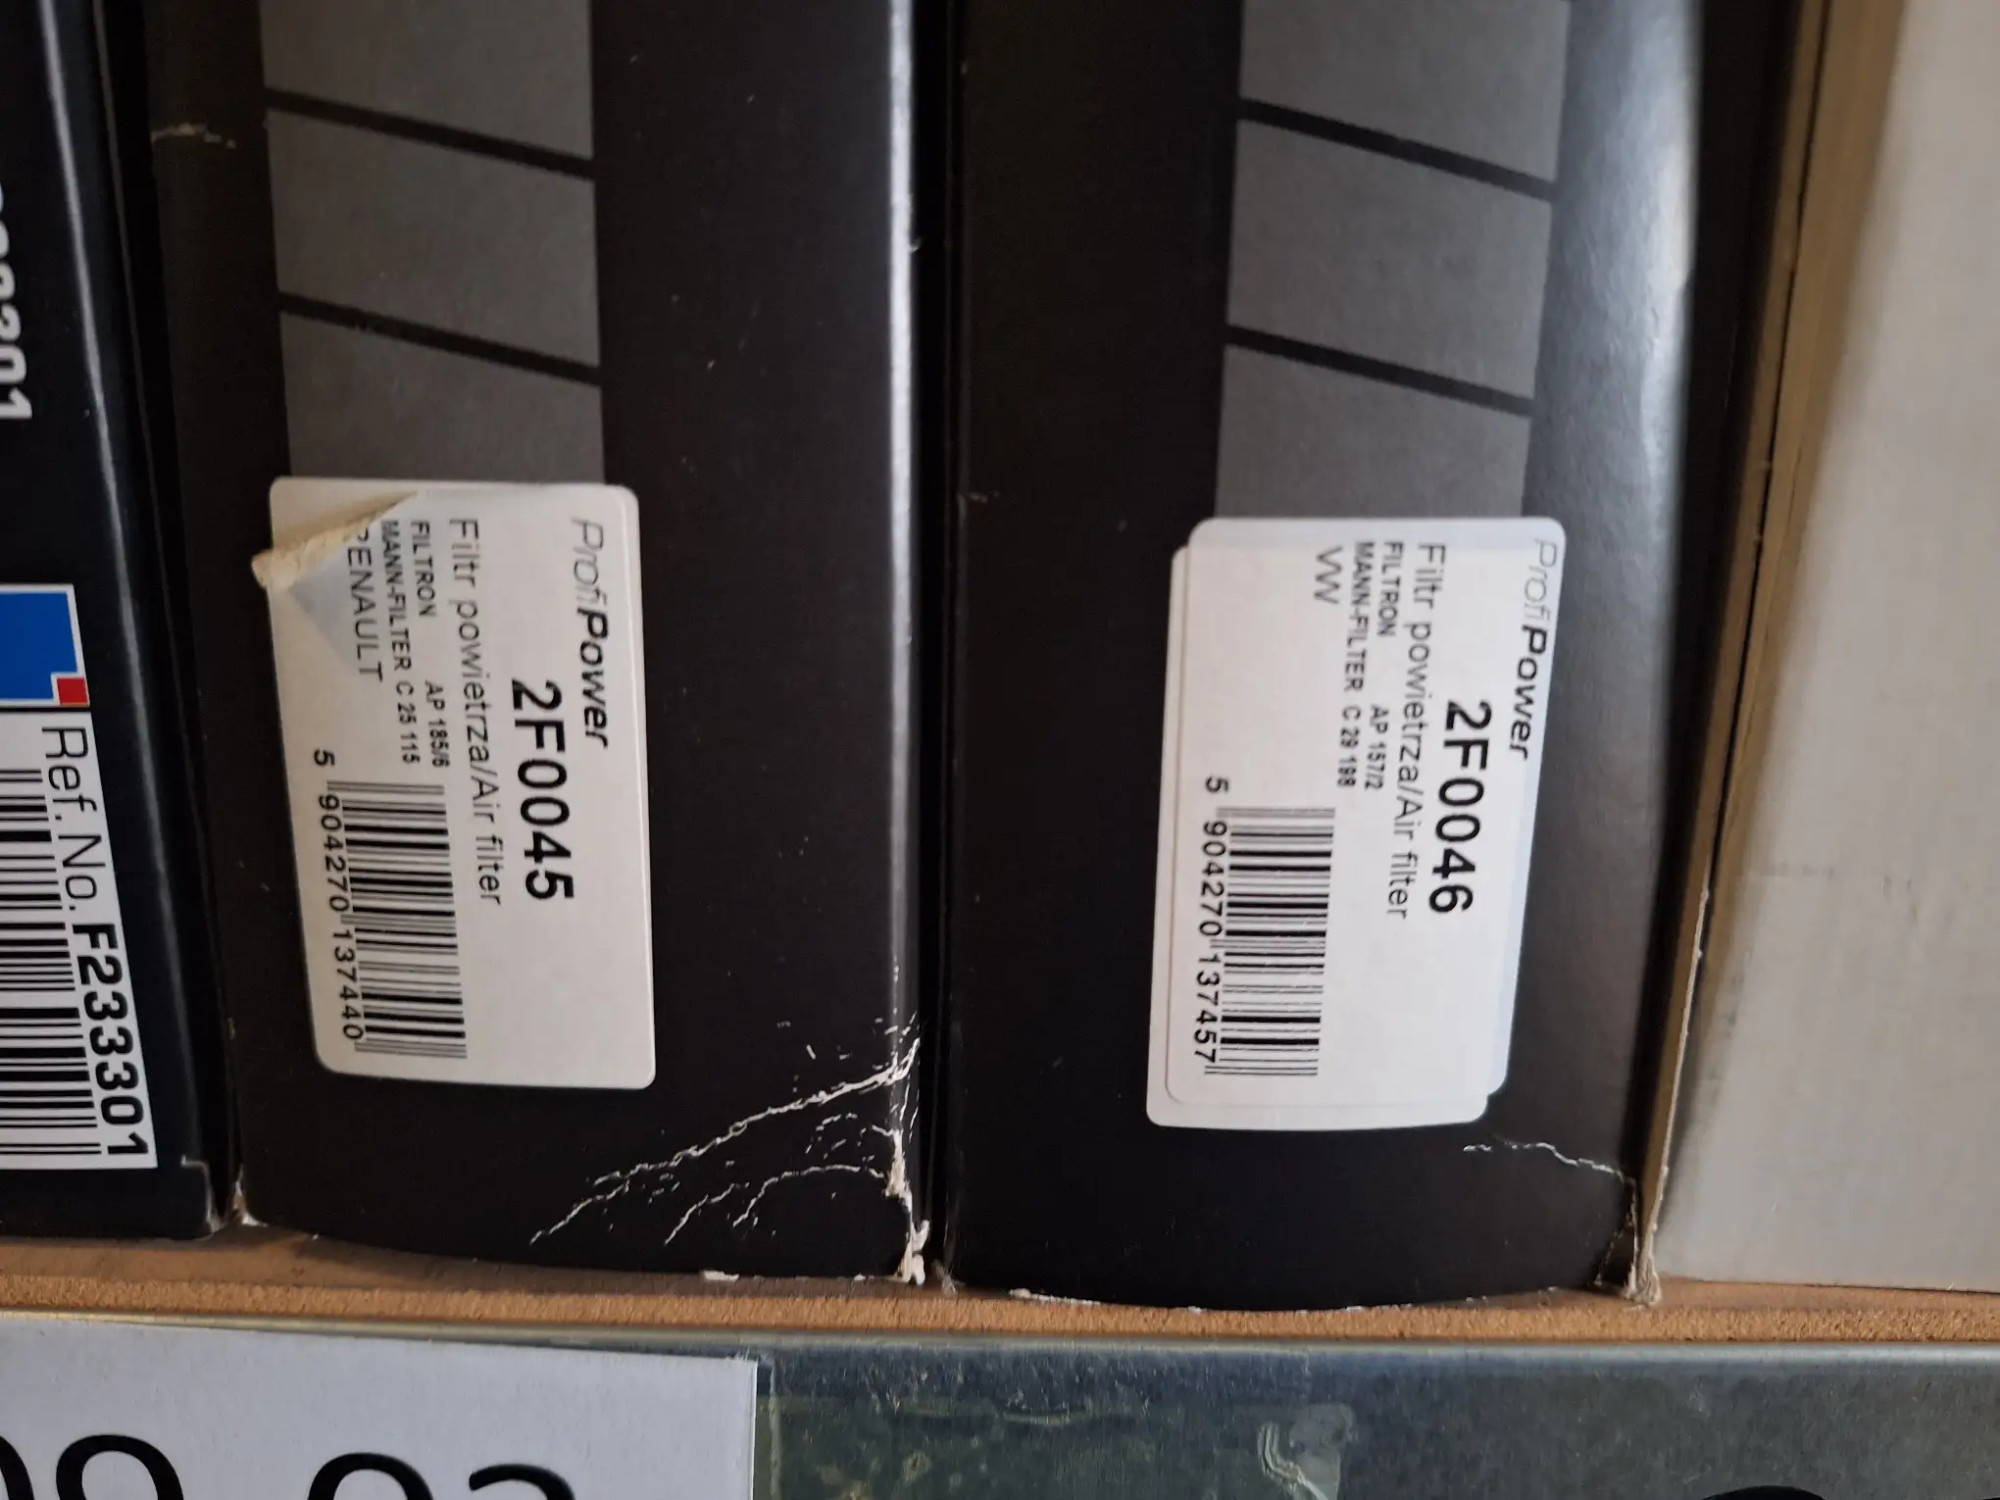 Ref. No. F233301
ProfiPower
2F0045
Filtr powietrza/Air filter
FILTRON AP 185/6
MANN-FILTER C 25 115
RENAULT
5 904270 137440
ProfiPower
2F0046
Filtr powietrza/Air filter
FILTRON AP 157/2
MANN-FILTER C 29 198
VW
5 904270 137457